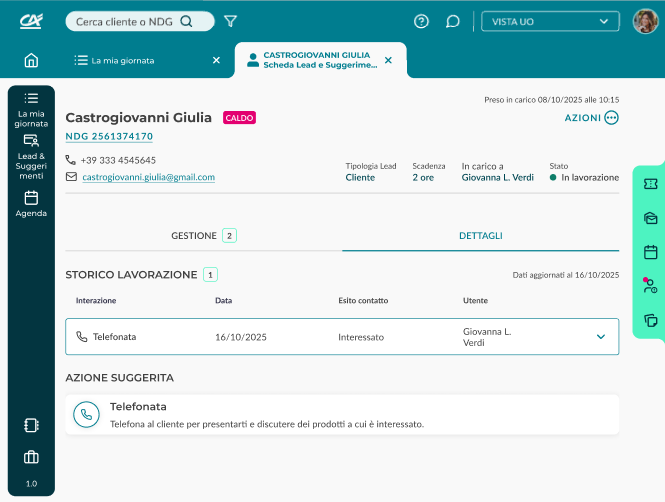 CA
Cerca cliente o NDG
VISTA UO
La mia giornata
CASTROGIOVANNI GIULIA
Scheda Lead e Suggerime...
La mia
giornata
Lead &
Suggeri
menti
Agenda
1.0
Preso in carico 08/10/2025 alle 10:15
Castrogiovanni Giulia
CALDO
AZIONI
NDG 2561374170
+39 333 4545645
castrogiovanni.giulia@gmail.com
Tipologia Lead
Cliente
Scadenza
2 ore
In carico a
Giovanna L. Verdi
Stato
In lavorazione
GESTIONE 2
DETTAGLI
STORICO LAVORAZIONE 1
Dati aggiornati al 16/10/2025
Interazione Data Esito contatto Utente
Telefonata 16/10/2025 Interessato Giovanna L.
Verdi
AZIONE SUGGERITA
Telefonata
Telefona al cliente per presentarti e discutere dei prodotti a cui è interessato.